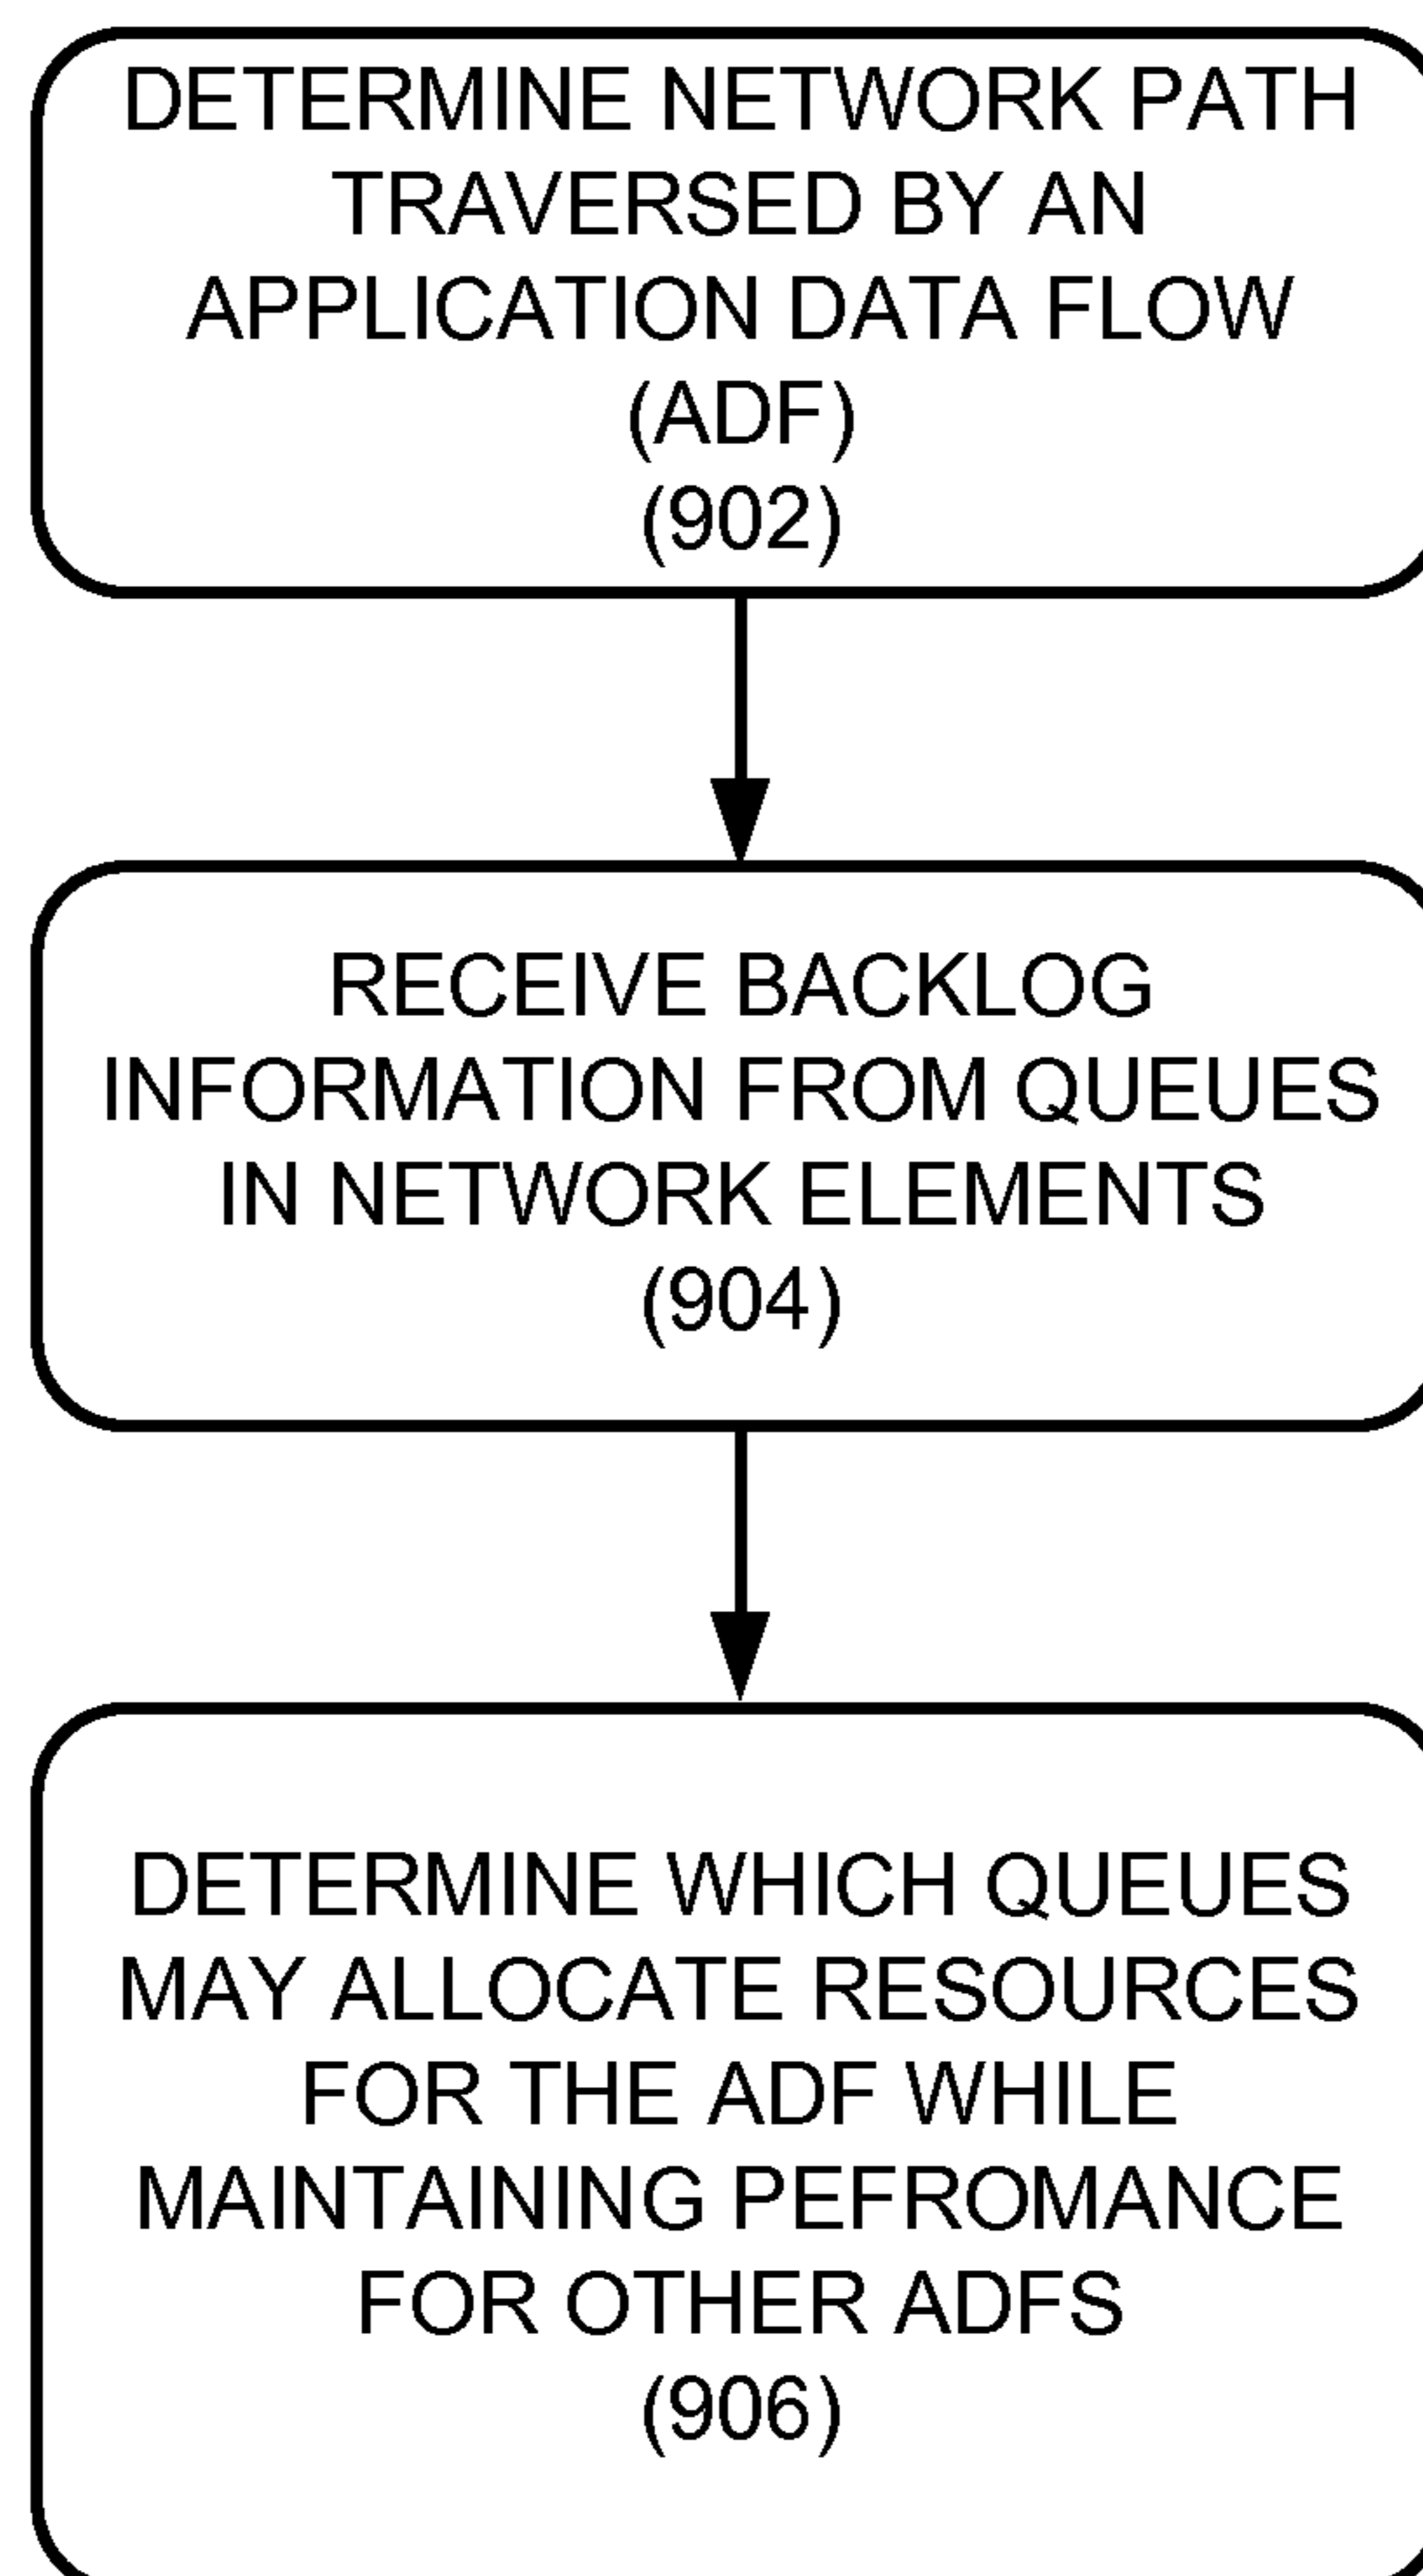 DETERMINE NETWORK PATH
TRAVERSED BY AN
APPLICATION DATA FLOW
(ADF)
(902)
RECEIVE BACKLOG
INFORMATION FROM QUEUES
IN NETWORK ELEMENTS
(904)
DETERMINE WHICH QUEUES
MAY ALLOCATE RESOURCES
FOR THE ADF WHILE
MAINTAINING PEFROMANCE
FOR OTHER ADFS
(906)